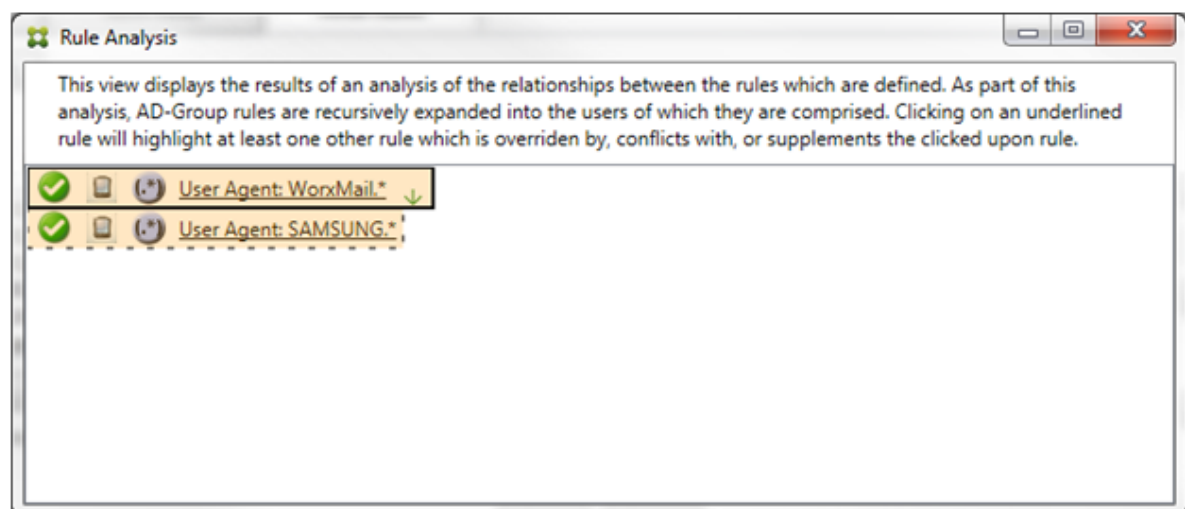 Rule Analysis
This view displays the results of an analysis of the relationships between the rules which are defined. As part of this
analysis, AD-Group rules are recursively expanded into the users of which they are comprised. Clicking on an underlined
rule will highlight at least one other rule which is overriden by, conflicts with, or supplements the clicked upon rule.
(.*) User Agent: WorxMail.*
(.*) User Agent: SAMSUNG.*